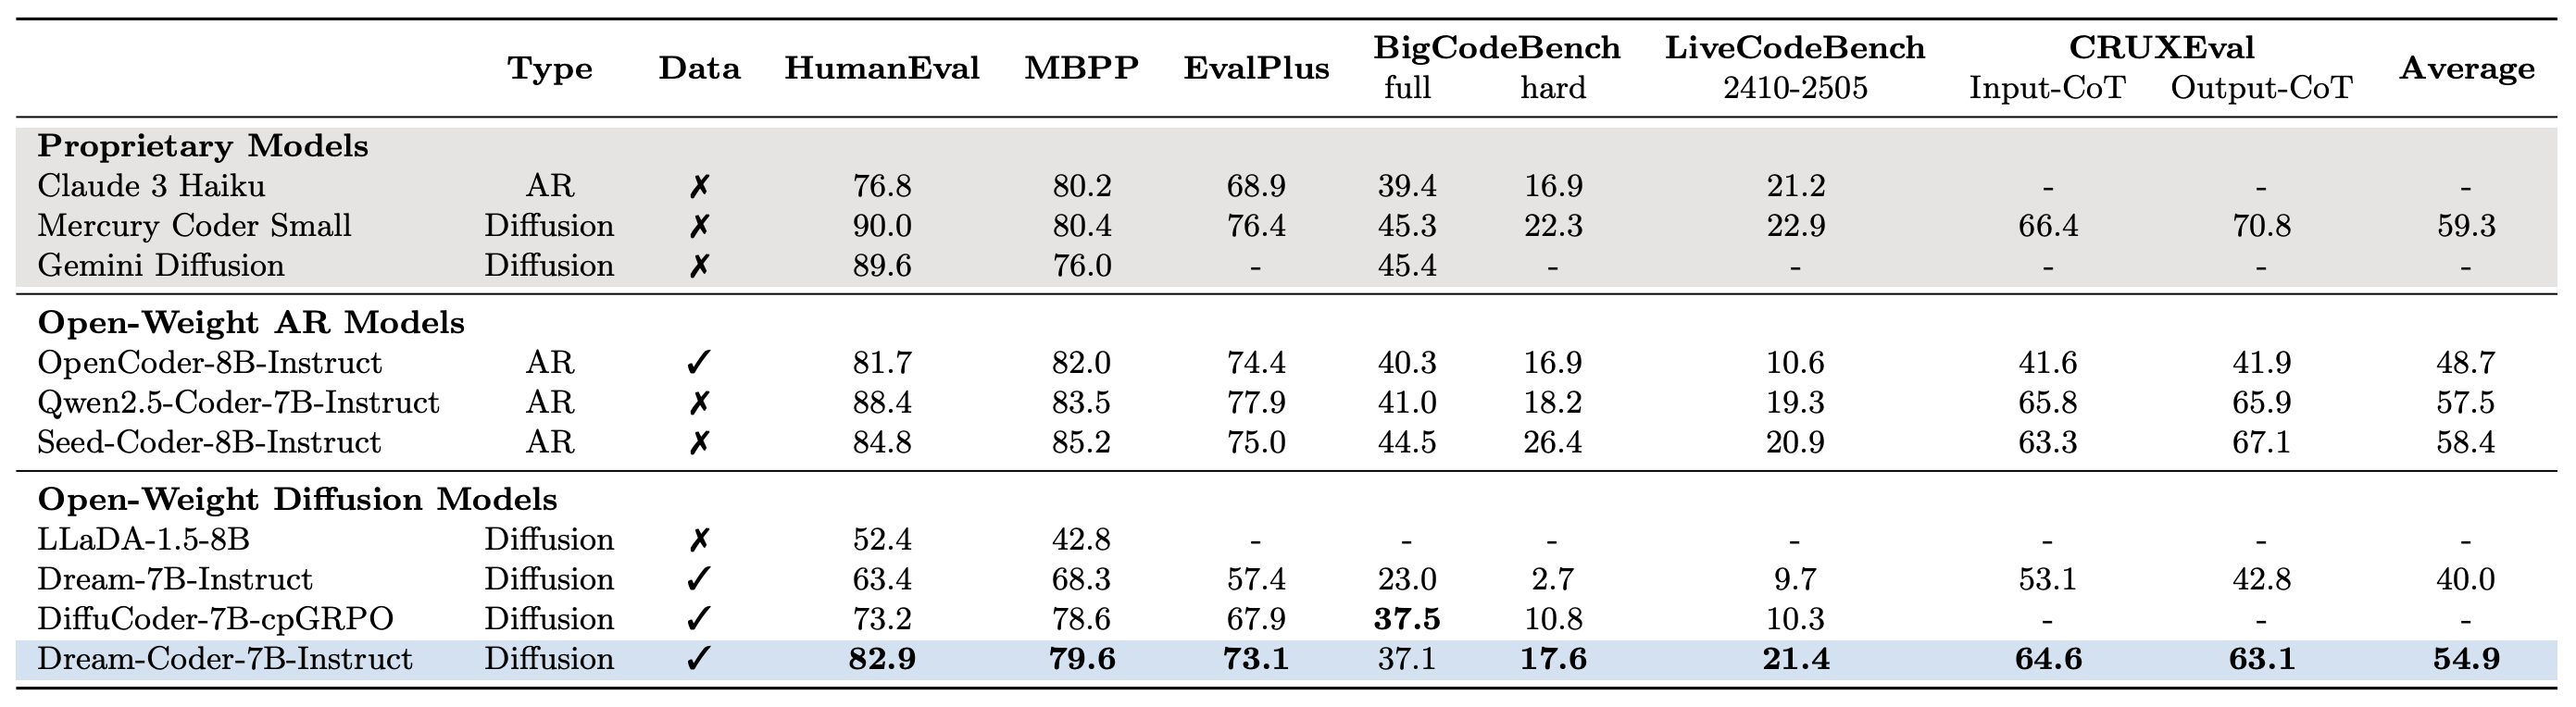 Type Data HumanEval MBPP EvalPlus BigCodeBench LiveCodeBench CRUXEval Average
full hard 2410-2505 Input-CoT Output-CoT
Proprietary Models
Claude 3 Haiku AR ✗ 76.8 80.2 68.9 39.4 16.9 21.2 - - -
Mercury Coder Small Diffusion ✗ 90.0 80.4 76.4 45.3 22.3 22.9 66.4 70.8 59.3
Gemini Diffusion Diffusion ✗ 89.6 76.0 - 45.4 - - - - -
Open-Weight AR Models
OpenCoder-8B-Instruct AR ✓ 81.7 82.0 74.4 40.3 16.9 10.6 41.6 41.9 48.7
Qwen2.5-Coder-7B-Instruct AR ✗ 88.4 83.5 77.9 41.0 18.2 19.3 65.8 65.9 57.5
Seed-Coder-8B-Instruct AR ✗ 84.8 85.2 75.0 44.5 26.4 20.9 63.3 67.1 58.4
Open-Weight Diffusion Models
LLaDA-1.5-8B Diffusion ✗ 52.4 42.8 - - - - - - -
Dream-7B-Instruct Diffusion ✓ 63.4 68.3 57.4 23.0 2.7 9.7 53.1 42.8 40.0
DiffuCoder-7B-cpGRPO Diffusion ✓ 73.2 78.6 67.9 37.5 10.8 10.3 - - -
Dream-Coder-7B-Instruct Diffusion ✓ 82.9 79.6 73.1 37.1 17.6 21.4 64.6 63.1 54.9